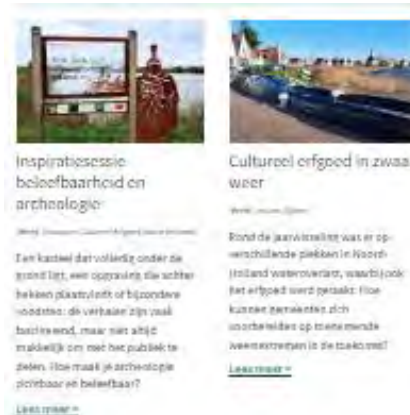 Inspiratiesessie
beleefbaarheid en
archeologie
Een kasteel dat volledig onder de
grond ligt, een opgraving die achter
hekken plaatsvindt of bijzondere
vondsten: de verhalen zijn vaak
fascinerend, maar niet altijd
makkelijk om met het publiek te
delen. Hoe maak je archeologie
zichtbaar en beleefbaar?
Lees meer »
Cultureel erfgoed in zwaa
weer
Rond de jaarwisseling was er op
verschillende plekken in Noord-
Holland wateroverlast, waarbij ook
het erfgoed werd geraakt. Hoe
kunnen gemeenten zich
voorbereiden op toenemende
weersextremen in de toekomst?
Lees meer »